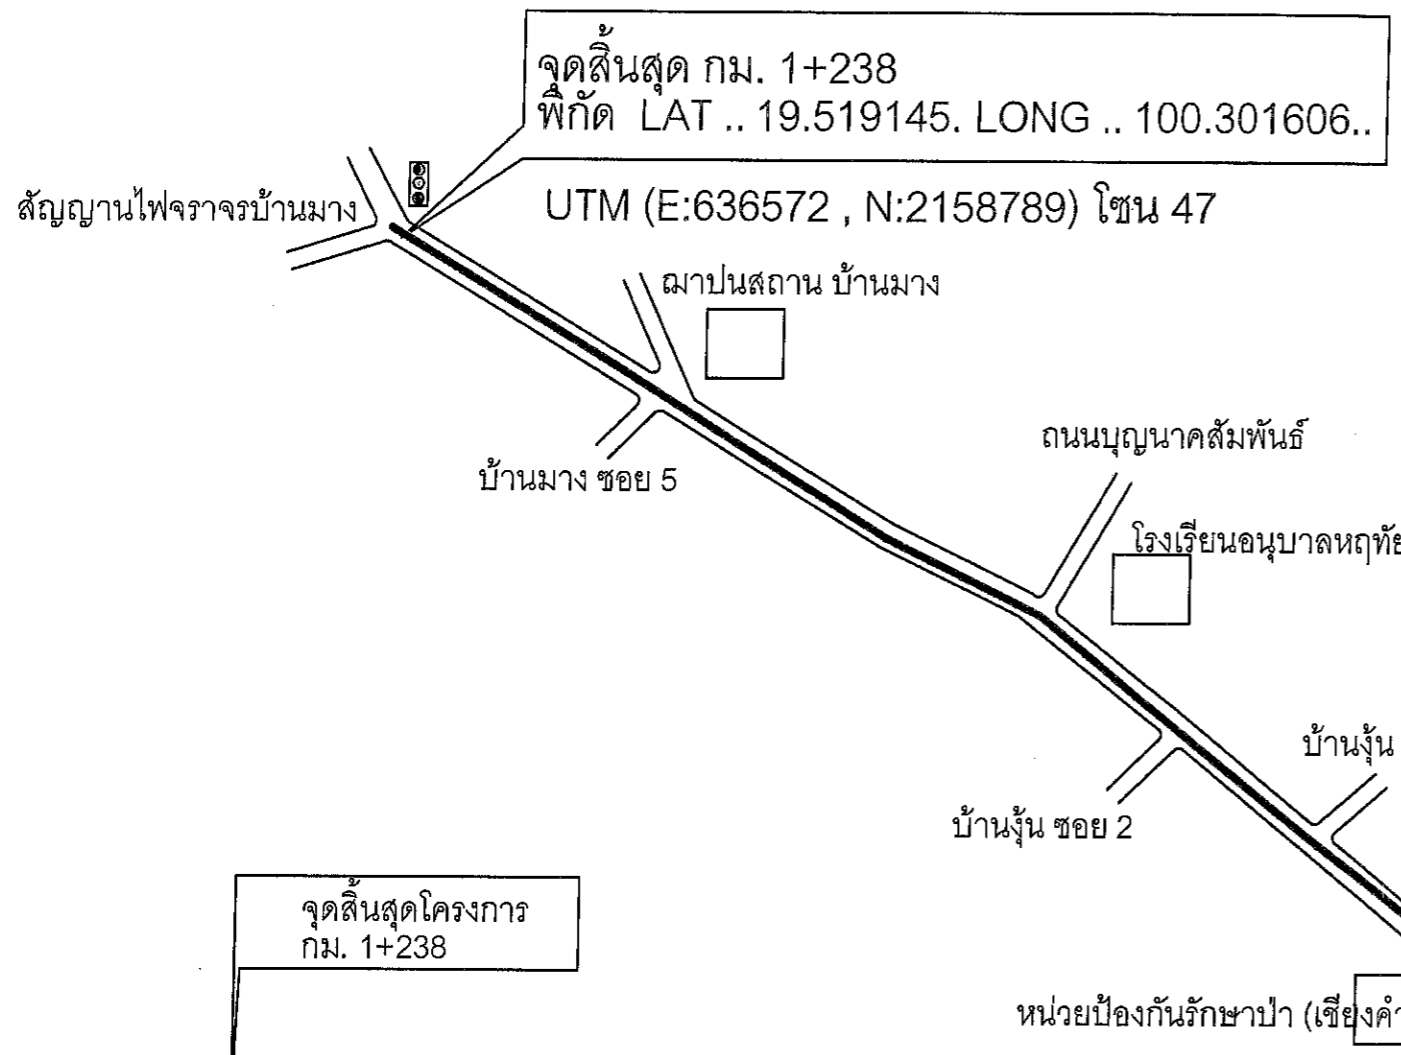 จุดสิ้นสุด กม. 1+238
พิกัด LAT .. 19.519145. LONG .. 100.301606..
สัญญานไฟจราจรบ้านมาง
UTM (E:636572 , N:2158789) โซน 47
ฌาปนสถาน บ้านมาง
ถนนบุญนาคสัมพันธ์
บ้านมาง ซอย 5
โรงเรียนอนุบาลหฤทัย
บ้านงุ้น
บ้านงุ้น ซอย 2
จุดสิ้นสุดโครงการ
กม. 1+238
หน่วยป้องกันรักษาป่า (เชียงคำ